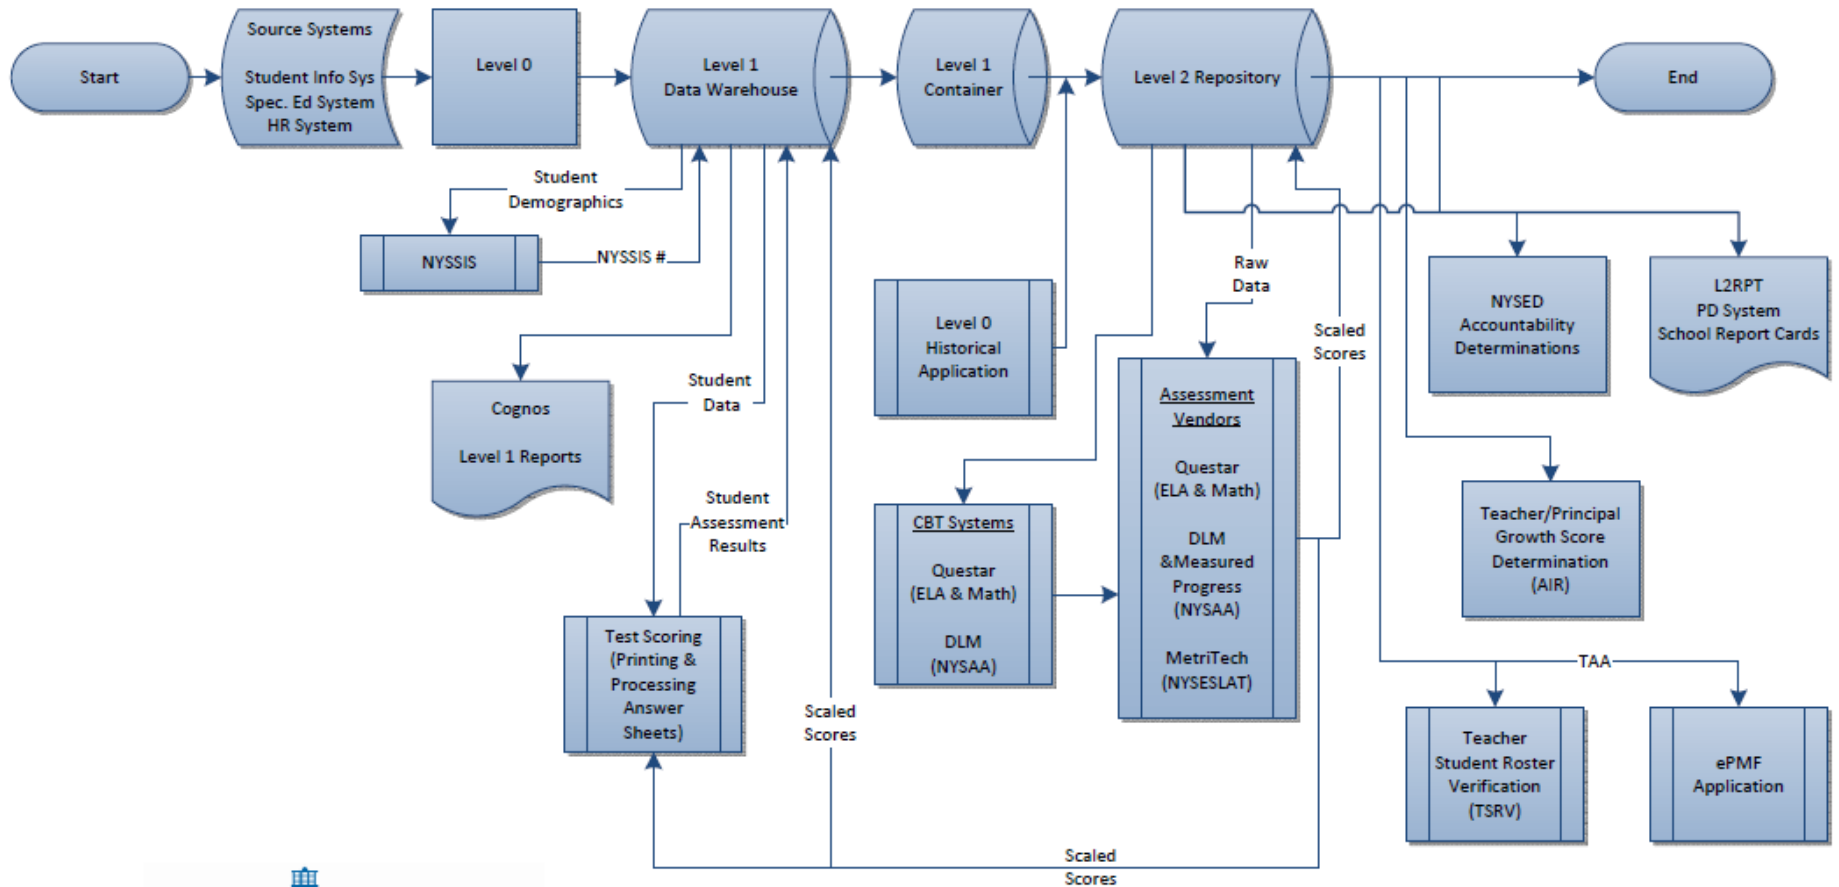 Start
Source Systems
Student Info Sys
Spec. Ed System
HR System
Level 0
Level 1
Data Warehouse
Level 1
Container
Level 2 Repository
End
Student
Demographics
NYSSIS
NYSSIS #
Raw
Data
Level 0
Historical
Application
Scaled
Scores
NYSED
Accountability
Determinations
L2RPT
PD System
School Report Cards
Cognos
Level 1 Reports
Student
Data
Student
Assessment
Results
Assessment
Vendors
Questar
(ELA & Math)
DLM
&Measured
Progress
(NYSAA)
MetriTech
(NYSESLAT)
CBT Systems
Questar
(ELA & Math)
DLM
(NYSAA)
Teacher/Principal
Growth Score
Determination
(AIR)
Test Scoring
(Printing &
Processing
Answer
Sheets)
Scaled
Scores
TAA
Teacher
Student Roster
Verification
(TSRV)
ePMF
Application
Scaled
Scores